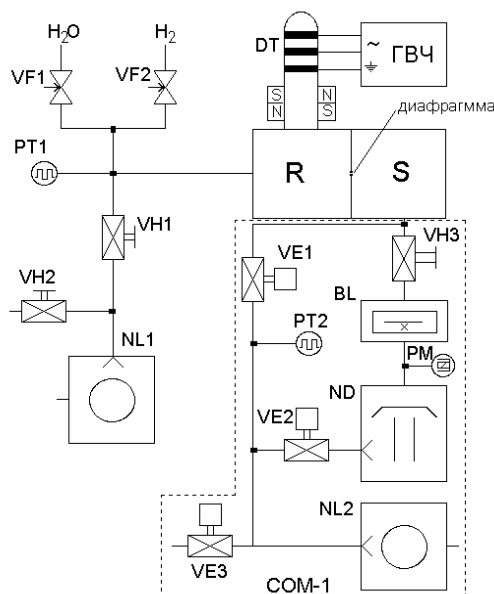 H₂O H₂
VF1 VF2
DT
ГВЧ
~
S N
N S
диафрагмма
PT1
R S
VH1
VH2
VE1
VH3
BL
PT2
PM
NL1
ND
VE2
NL2
VE3
COM-1